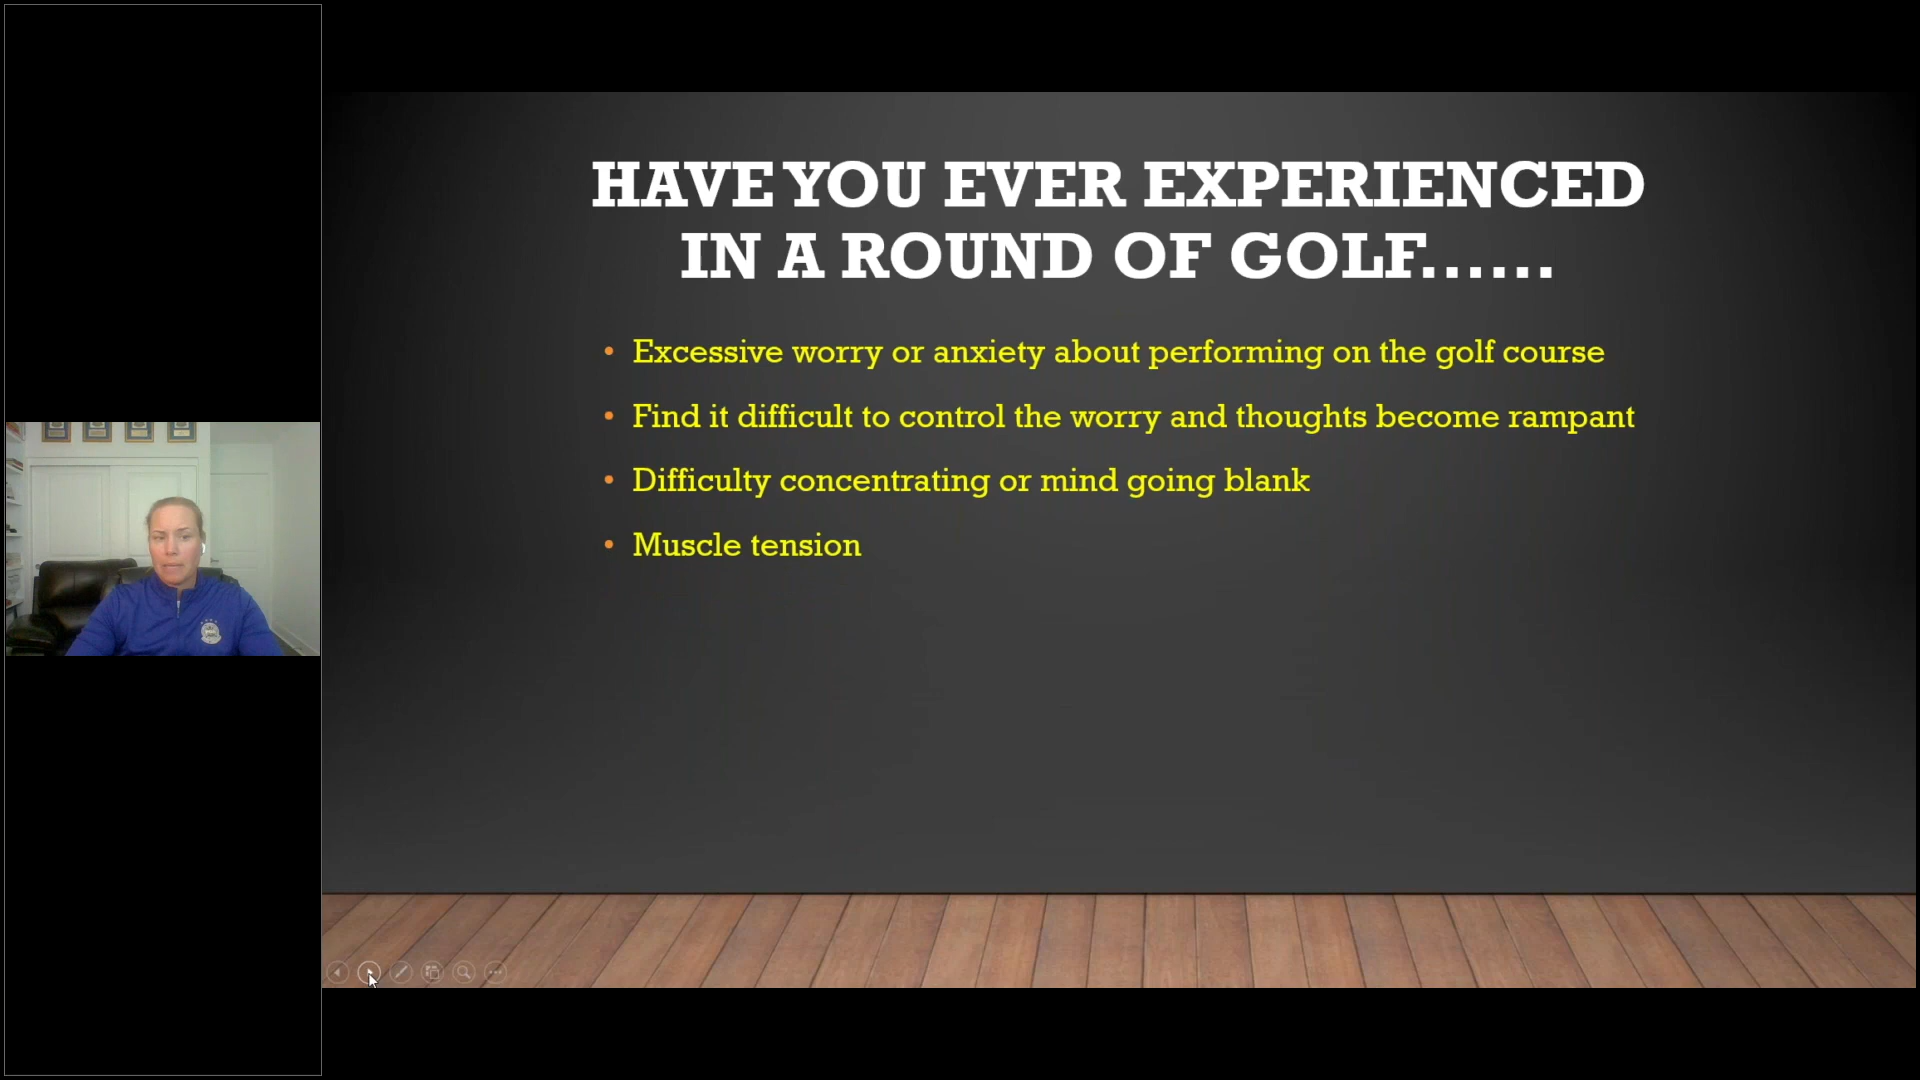 HAVE YOU EVER EXPERIENCED
IN A ROUND OF GOLF......
• Excessive worry or anxiety about performing on the golf course
• Find it difficult to control the worry and thoughts become rampant
• Difficulty concentrating or mind going blank
• Muscle tension